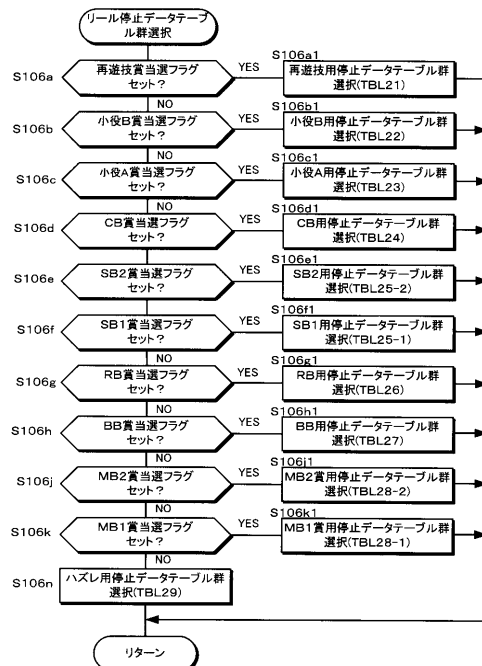 リール停止データテーブ
ル群選択
S106a
再遊技賞当選フラグ
セット？
YES
S106a1
再遊技用停止データテーブル群
選択(TBL21)
NO
S106b
小役B賞当選フラグ
セット？
YES
S106b1
小役B用停止データテーブル群
選択(TBL22)
NO
S106c
小役A賞当選フラグ
セット？
YES
S106c1
小役A用停止データテーブル群
選択(TBL23)
NO
S106d
CB賞当選フラグ
セット？
YES
S106d1
CB用停止データテーブル群
選択(TBL24)
NO
S106e
SB2賞当選フラグ
セット？
YES
S106e1
SB2用停止データテーブル群
選択(TBL25-2)
NO
S106f
SB1賞当選フラグ
セット？
YES
S106f1
SB1用停止データテーブル群
選択(TBL25-1)
NO
S106g
RB賞当選フラグ
セット？
YES
S106g1
RB用停止データテーブル群
選択(TBL26)
NO
S106h
BB賞当選フラグ
セット？
YES
S106h1
BB用停止データテーブル群
選択(TBL27)
NO
S106j
MB2賞当選フラグ
セット？
YES
S106j1
MB2賞用停止データテーブル群
選択(TBL28-2)
NO
S106k
MB1賞当選フラグ
セット？
YES
S106k1
MB1賞用停止データテーブル群
選択(TBL28-1)
NO
S106n
ハズレ用停止データテーブル群
選択(TBL29)
リターン